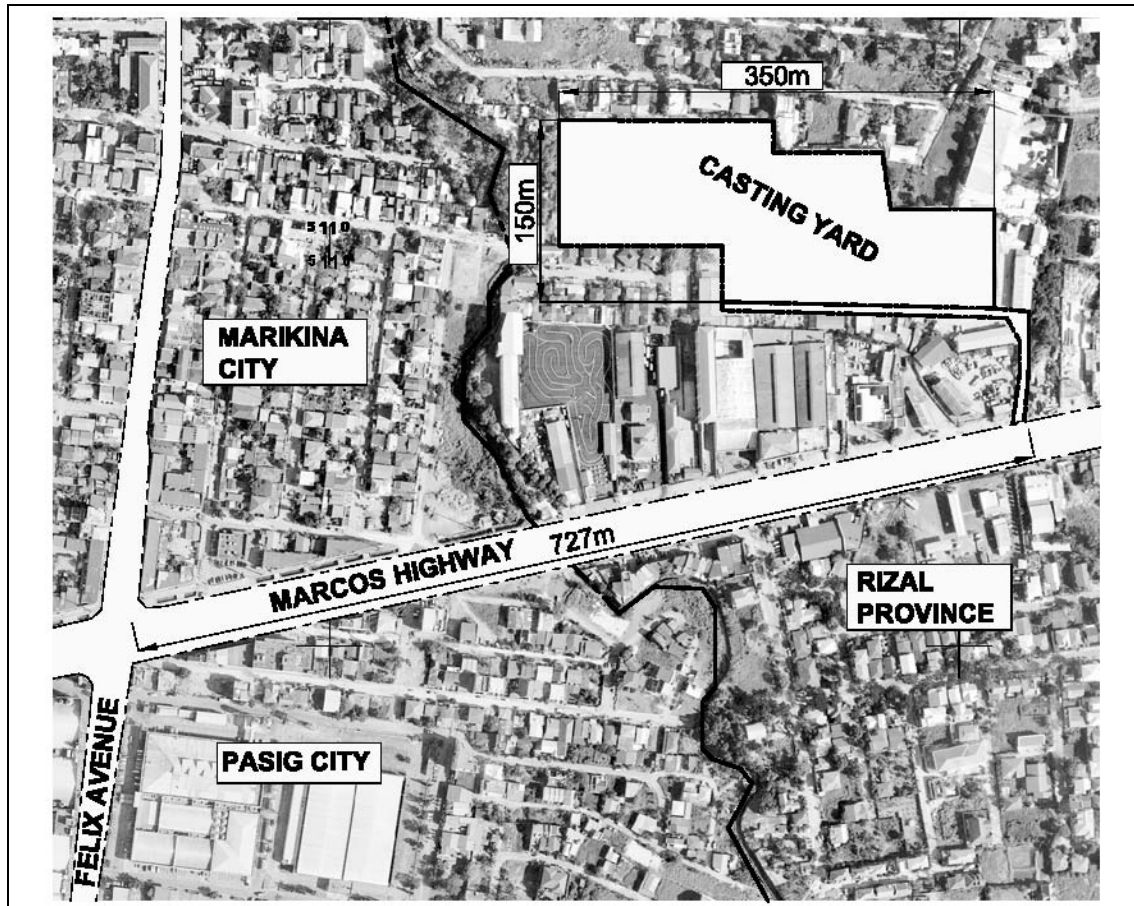 350m
150m
CASTING YARD
MARIKINA
CITY
727m
MARCOS HIGHWAY
RIZAL
PROVINCE
PASIG CITY
FELIX AVENUE